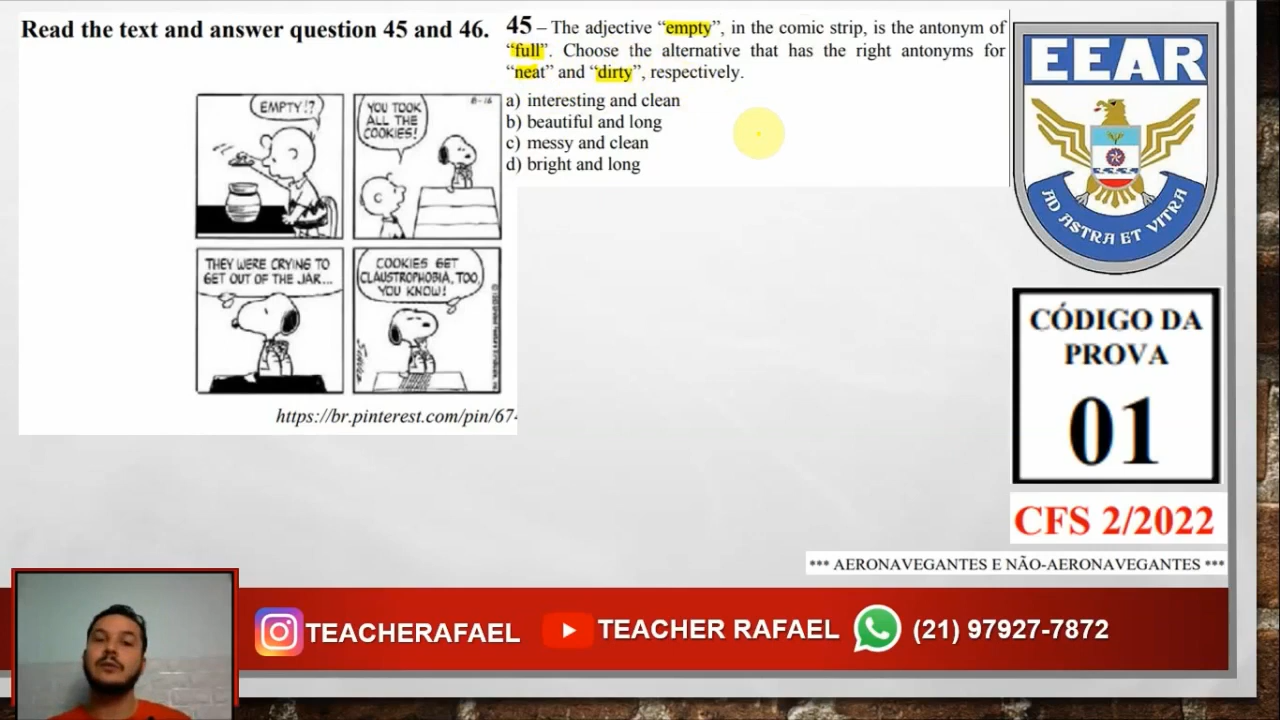 Read the text and answer question 45 and 46.
EMPTY!?
YOU TOOK
ALL THE
COOKIES!
8-16
THEY WERE CRYING TO
GET OUT OF THE JAR...
COOKIES GET
CLAUSTROPHOBIA, TOO,
YOU KNOW!
https://br.pinterest.com/pin/674
45 – The adjective “empty”, in the comic strip, is the antonym of
“full”. Choose the alternative that has the right antonyms for
“neat” and “dirty”, respectively.
a) interesting and clean
b) beautiful and long
c) messy and clean
d) bright and long
EEAR
AD ASTRA ET VLTRA
CÓDIGO DA
PROVA
01
CFS 2/2022
*** AERONAVEGANTES E NÃO-AERONAVEGANTES ***
TEACHERAFAEL
TEACHER RAFAEL
(21) 97927-7872